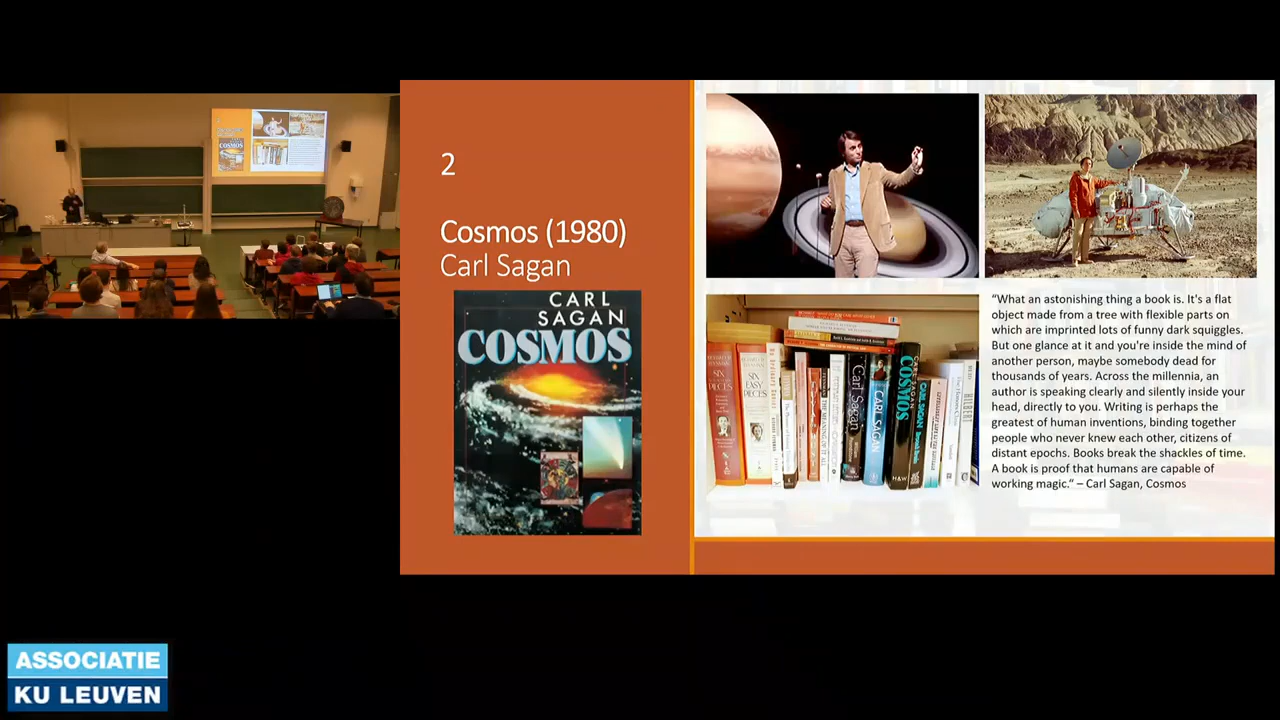 2
Cosmos (1980)
Carl Sagan
CARL
SAGAN
COSMOS
SIX
EASY
PIECES
Carl Sagan
CARL SAGAN
CARL SAGAN
COSMOS
“What an astonishing thing a book is. It's a flat
object made from a tree with flexible parts on
which are imprinted lots of funny dark squiggles.
But one glance at it and you're inside the mind of
another person, maybe somebody dead for
thousands of years. Across the millennia, an
author is speaking clearly and silently inside your
head, directly to you. Writing is perhaps the
greatest of human inventions, binding together
people who never knew each other, citizens of
distant epochs. Books break the shackles of time.
A book is proof that humans are capable of
working magic.“ – Carl Sagan, Cosmos
ASSOCIATIE
KU LEUVEN